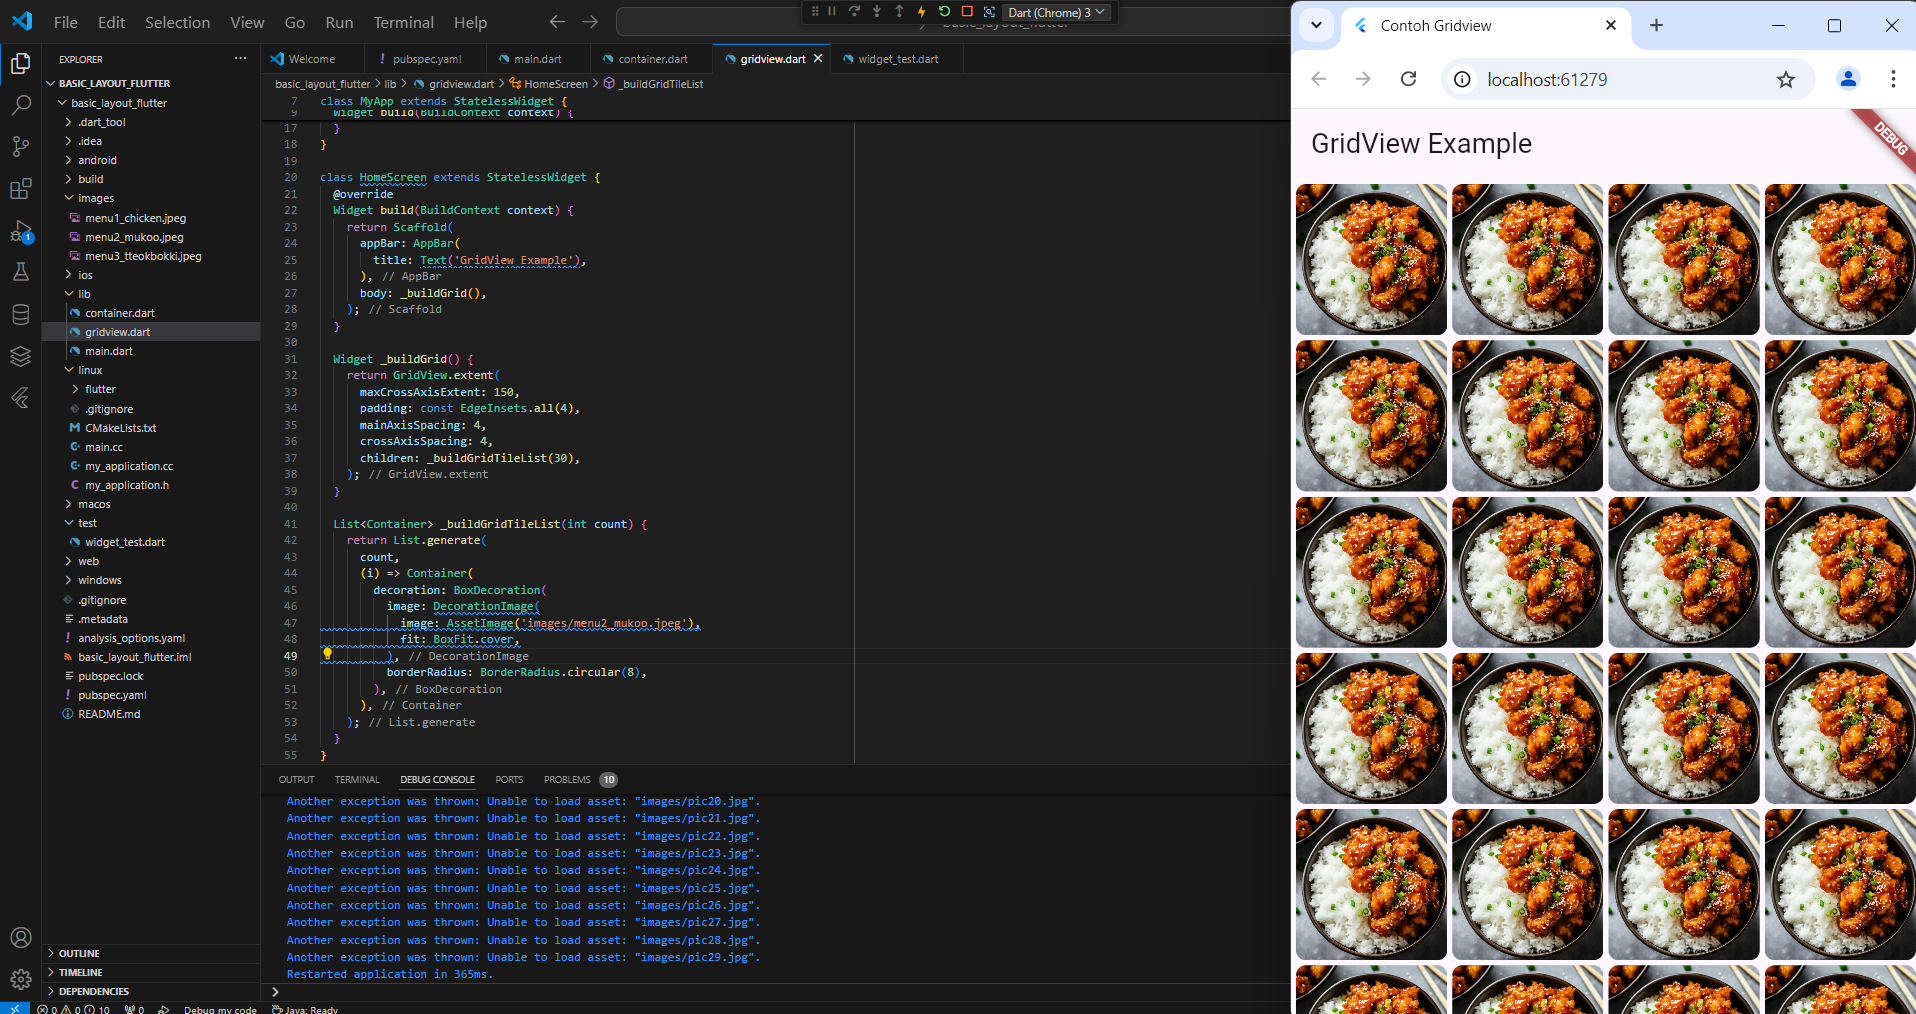 File Edit Selection View Go Run Terminal Help
Dart (Chrome) 3
EXPLORER
BASIC_LAYOUT_FLUTTER
basic_layout_flutter
.dart_tool
.idea
android
build
images
menu1_chicken.jpeg
menu2_mukoo.jpeg
menu3_tteokbokki.jpeg
ios
lib
container.dart
gridview.dart
main.dart
linux
flutter
.gitignore
CMakeLists.txt
main.cc
my_application.cc
my_application.h
macos
test
widget_test.dart
web
windows
.gitignore
.metadata
analysis_options.yaml
basic_layout_flutter.iml
pubspec.lock
pubspec.yaml
README.md
OUTLINE
TIMELINE
DEPENDENCIES
1
Welcome
pubspec.yaml
main.dart
container.dart
gridview.dart
widget_test.dart
basic_layout_flutter > lib > gridview.dart > HomeScreen > _buildGridTileList
7 class MyApp extends StatelessWidget {
9 Widget build(BuildContext context) {
17 }
18 }
19
20 class HomeScreen extends StatelessWidget {
21 @override
22 Widget build(BuildContext context) {
23 return Scaffold(
24 appBar: AppBar(
25 title: Text('GridView Example'),
26 ), // AppBar
27 body: _buildGrid(),
28 ); // Scaffold
29 }
30
31 Widget _buildGrid() {
32 return GridView.extent(
33 maxCrossAxisExtent: 150,
34 padding: const EdgeInsets.all(4),
35 mainAxisSpacing: 4,
36 crossAxisSpacing: 4,
37 children: _buildGridTileList(30),
38 ); // GridView.extent
39 }
40
41 List<Container> _buildGridTileList(int count) {
42 return List.generate(
43 count,
44 (i) => Container(
45 decoration: BoxDecoration(
46 image: DecorationImage(
47 image: AssetImage('images/menu2_mukoo.jpeg'),
48 fit: BoxFit.cover,
49 ), // DecorationImage
50 borderRadius: BorderRadius.circular(8),
51 ), // BoxDecoration
52 ), // Container
53 ); // List.generate
54 }
55 }
OUTPUT TERMINAL DEBUG CONSOLE PORTS PROBLEMS 10
Another exception was thrown: Unable to load asset: "images/pic20.jpg".
Another exception was thrown: Unable to load asset: "images/pic21.jpg".
Another exception was thrown: Unable to load asset: "images/pic22.jpg".
Another exception was thrown: Unable to load asset: "images/pic23.jpg".
Another exception was thrown: Unable to load asset: "images/pic24.jpg".
Another exception was thrown: Unable to load asset: "images/pic25.jpg".
Another exception was thrown: Unable to load asset: "images/pic26.jpg".
Another exception was thrown: Unable to load asset: "images/pic27.jpg".
Another exception was thrown: Unable to load asset: "images/pic28.jpg".
Another exception was thrown: Unable to load asset: "images/pic29.jpg".
Restarted application in 365ms.
0 0 10 0 Debug my code Java: Ready
Contoh Gridview
localhost:61279
GridView Example
DEBUG